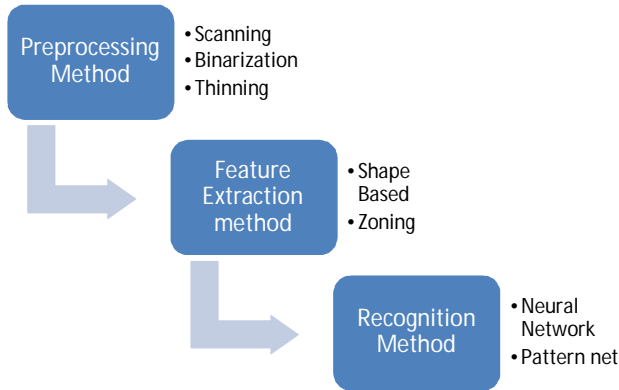 Preprocessing
Method
• Scanning
• Binarization
• Thinning
Feature
Extraction
method
• Shape
Based
• Zoning
Recognition
Method
• Neural
Network
• Pattern net